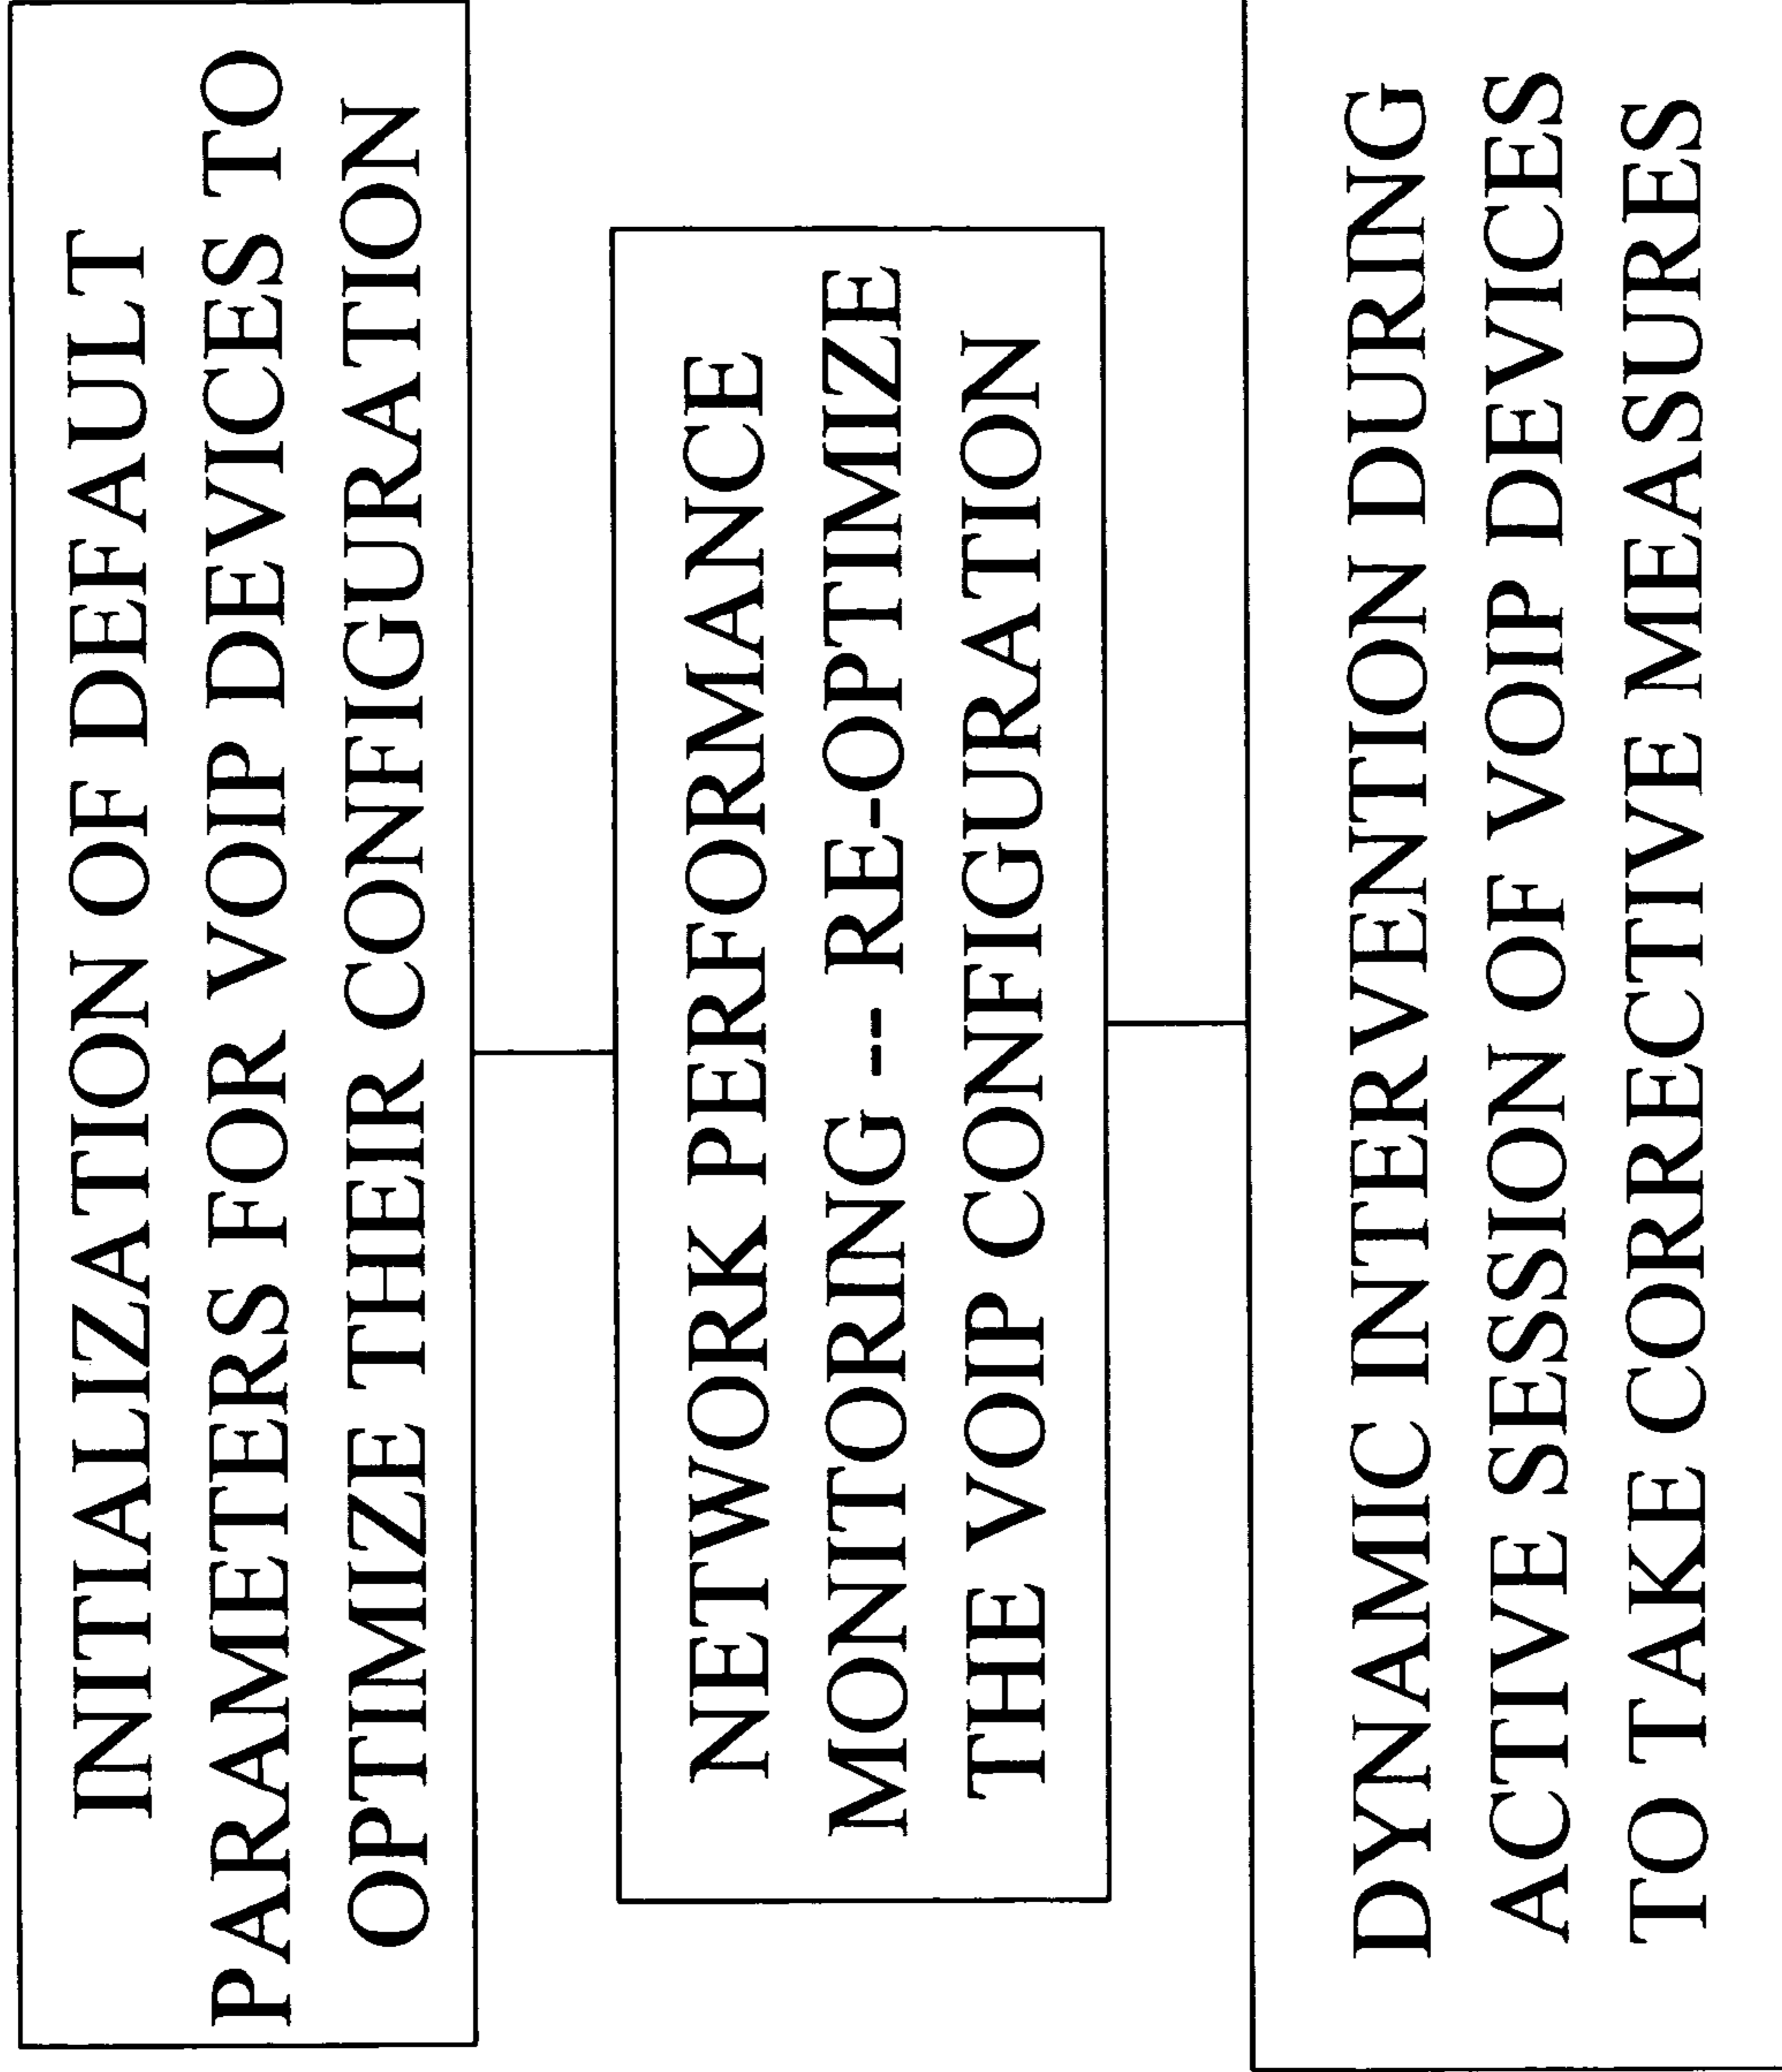 INITIALIZATION OF DEFAULT
PARAMETERS FOR VOIP DEVICES TO
OPTIMIZE THEIR CONFIGURATION
NETWORK PERFORMANCE
MONITORING -- RE-OPTIMIZE
THE VOIP CONFIGURATION
DYNAMIC INTERVENTION DURING
ACTIVE SESSION OF VOIP DEVICES
TO TAKE CORRECTIVE MEASURES